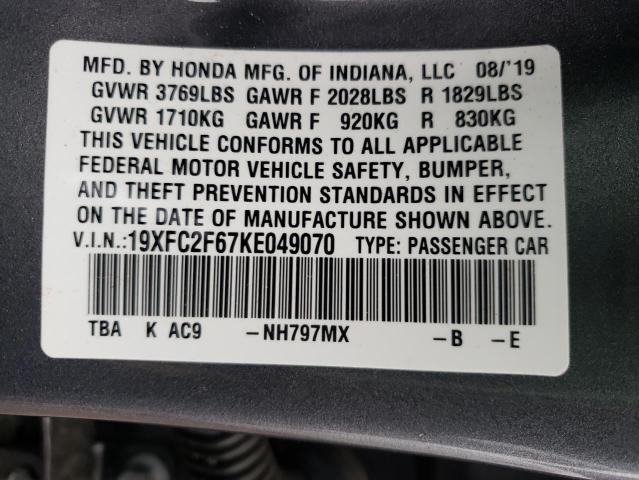 MFD. BY HONDA MFG. OF INDIANA, LLC 08/'19
GVWR 3769LBS GAWR F 2028LBS R 1829LBS
GVWR 1710KG GAWR F 920KG R 830KG
THIS VEHICLE CONFORMS TO ALL APPLICABLE
FEDERAL MOTOR VEHICLE SAFETY, BUMPER,
AND THEFT PREVENTION STANDARDS IN EFFECT
ON THE DATE OF MANUFACTURE SHOWN ABOVE.
V.I.N.:19XFC2F67KE049070 TYPE: PASSENGER CAR
TBA K AC9 –NH797MX –B –E